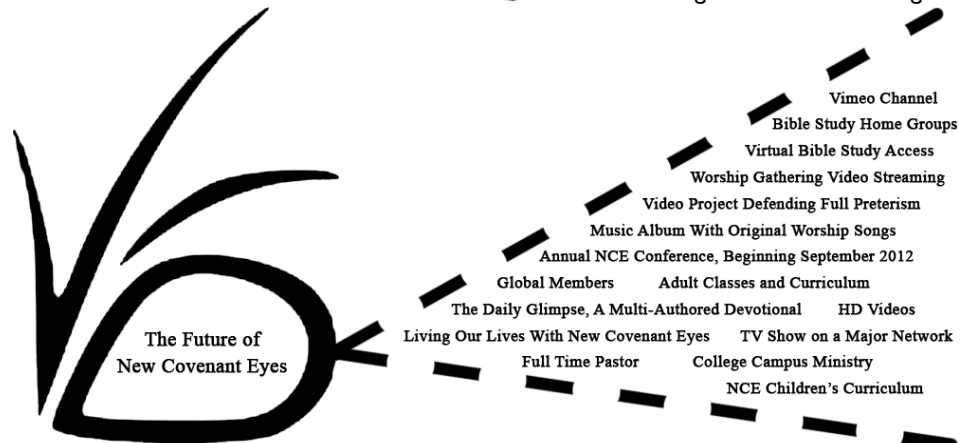 The Future of
New Covenant Eyes
Vimeo Channel
Bible Study Home Groups
Virtual Bible Study Access
Worship Gathering Video Streaming
Video Project Defending Full Preterism
Music Album With Original Worship Songs
Annual NCE Conference, Beginning September 2012
Global Members Adult Classes and Curriculum
The Daily Glimpse, A Multi-Authored Devotional HD Videos
Living Our Lives With New Covenant Eyes TV Show on a Major Network
Full Time Pastor College Campus Ministry
NCE Children's Curriculum